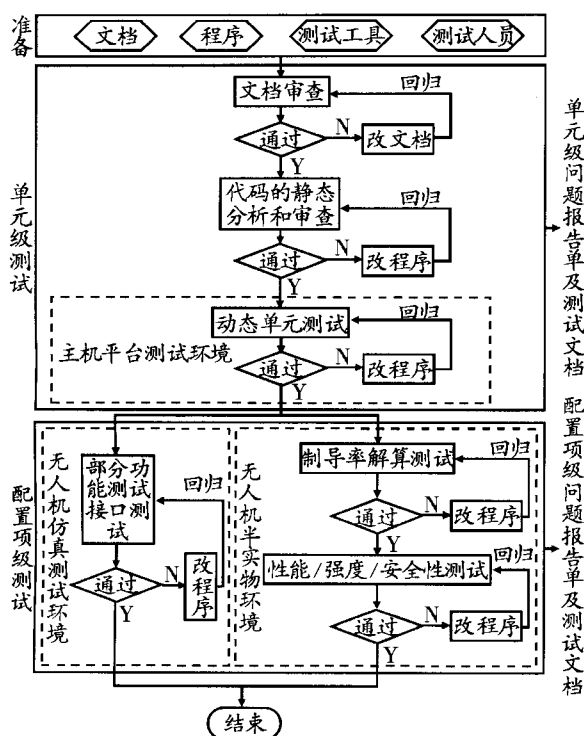 准备
文档
程序
测试工具
测试人员
单元级测试
文档审查
回归
通过
N
改文档
Y
代码的静态
分析和审查
回归
通过
N
改程序
Y
主机平台测试环境
动态单元测试
回归
通过
N
改程序
Y
单元级问题报告单及测试文档
配置项级测试
无人机仿真测试环境
部分功
能测试
接口测
试
回归
通过
N
改程序
Y
无人机半实物环境
制导率解算测试
回归
通过
N
改程序
Y
性能/强度/安全性测试
回归
通过
N
改程序
Y
配置项级问题报告单及测试文档
结束